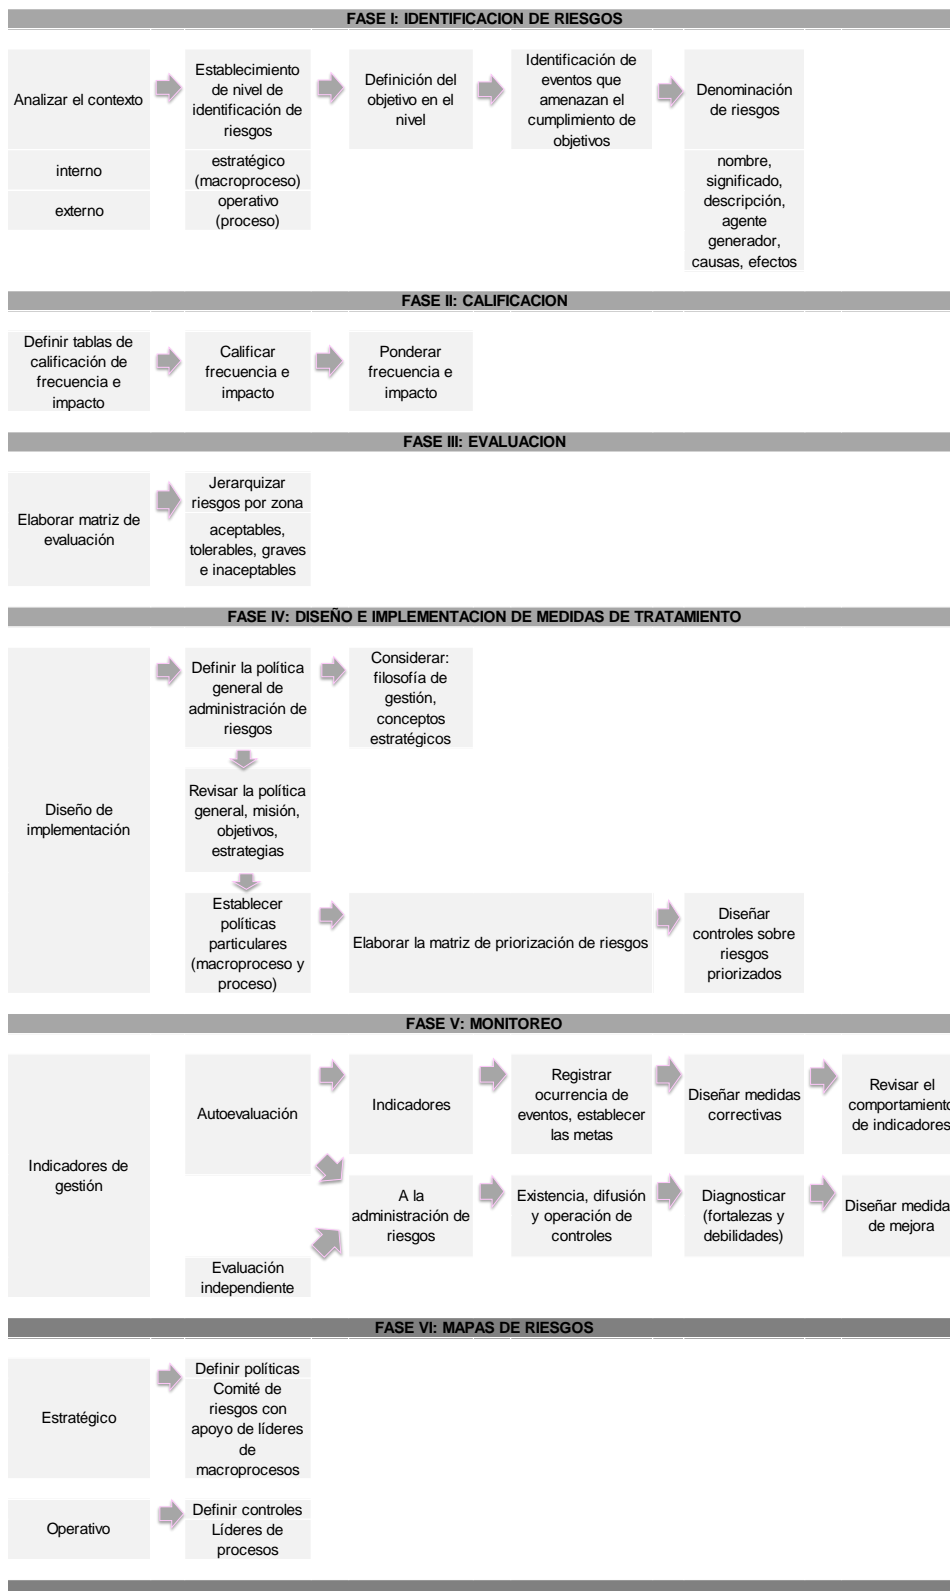 FASE I: IDENTIFICACION DE RIESGOS
Analizar el contexto
interno
externo
Establecimiento
de nivel de
identificación de
riesgos
estratégico
(macroproceso)
operativo
(proceso)
Definición del
objetivo en el
nivel
Identificación de
eventos que
amenazan el
cumplimiento de
objetivos
Denominación
de riesgos
nombre,
significado,
descripción,
agente
generador,
causas, efectos
FASE II: CALIFICACION
Definir tablas de
calificación de
frecuencia e
impacto
Calificar
frecuencia e
impacto
Ponderar
frecuencia e
impacto
FASE III: EVALUACION
Elaborar matriz de
evaluación
Jerarquizar
riesgos por zona
aceptables,
tolerables, graves
e inaceptables
FASE IV: DISEÑO E IMPLEMENTACION DE MEDIDAS DE TRATAMIENTO
Diseño de
implementación
Definir la política
general de
administración de
riesgos
Considerar:
filosofía de
gestión,
conceptos
estratégicos
Revisar la política
general, misión,
objetivos,
estrategias
Establecer
políticas
particulares
(macroproceso y
proceso)
Elaborar la matriz de priorización de riesgos
Diseñar
controles sobre
riesgos
priorizados
FASE V: MONITOREO
Indicadores de
gestión
Autoevaluación
Indicadores
Registrar
ocurrencia de
eventos, establecer
las metas
Diseñar medidas
correctivas
Revisar el
comportamiento
de indicadores
A la
administración de
riesgos
Existencia, difusión
y operación de
controles
Diagnosticar
(fortalezas y
debilidades)
Diseñar medida
de mejora
Evaluación
independiente
FASE VI: MAPAS DE RIESGOS
Estratégico
Definir políticas
Comité de
riesgos con
apoyo de líderes
de
macroprocesos
Operativo
Definir controles
Líderes de
procesos